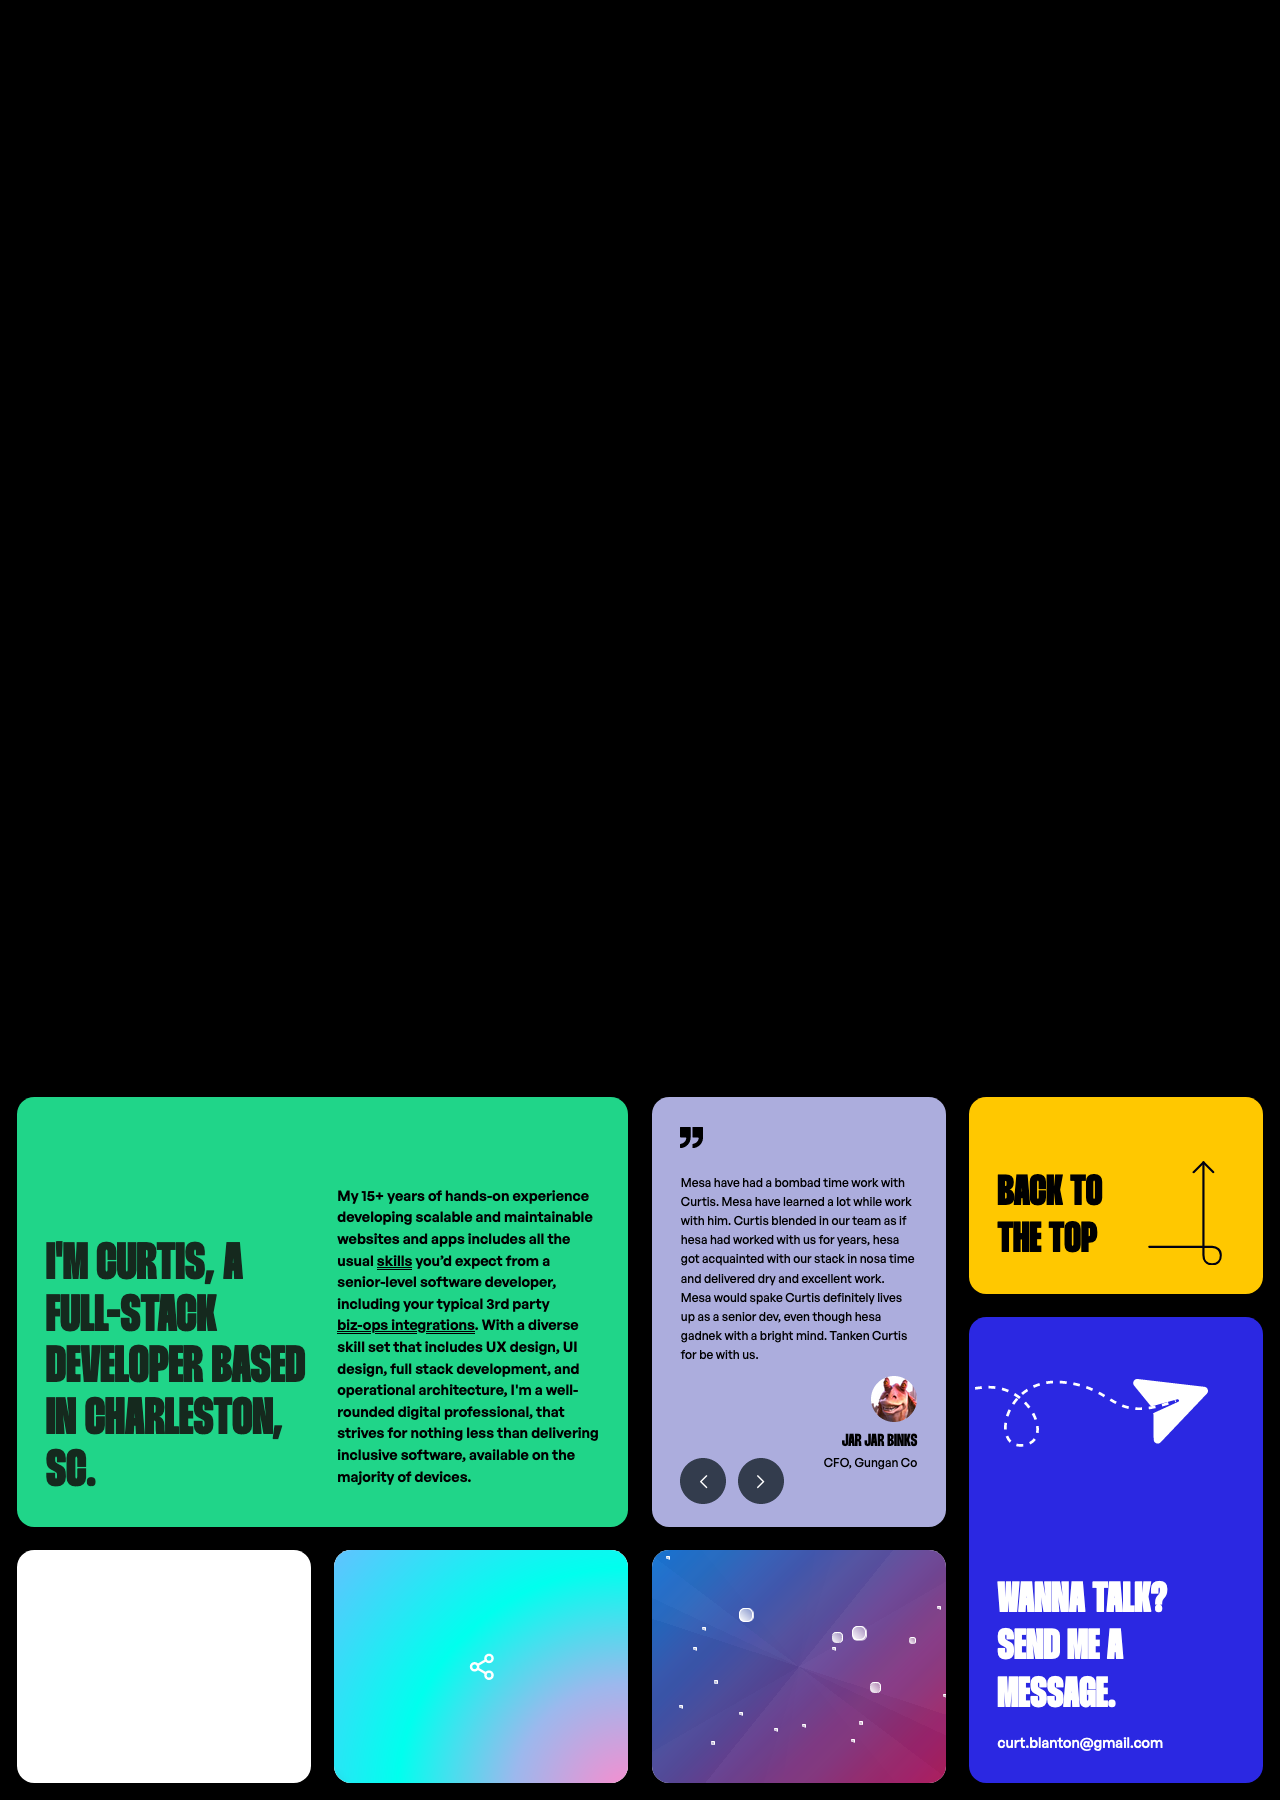 I'M CURTIS, A
FULL-STACK
DEVELOPER BASED
IN CHARLESTON,
SC.
My 15+ years of hands-on experience
developing scalable and maintainable
websites and apps includes all the
usual skills you’d expect from a
senior-level software developer,
including your typical 3rd party
biz-ops integrations. With a diverse
skill set that includes UX design, UI
design, full stack development, and
operational architecture, I'm a well-
rounded digital professional, that
strives for nothing less than delivering
inclusive software, available on the
majority of devices.
Mesa have had a bombad time work with
Curtis. Mesa have learned a lot while work
with him. Curtis blended in our team as if
hesa had worked with us for years, hesa
got acquainted with our stack in nosa time
and delivered dry and excellent work.
Mesa would spake Curtis definitely lives
up as a senior dev, even though hesa
gadnek with a bright mind. Tanken Curtis
for be with us.
JAR JAR BINKS
CFO, Gungan Co
BACK TO
THE TOP
WANNA TALK?
SEND ME A
MESSAGE.
curt.blanton@gmail.com